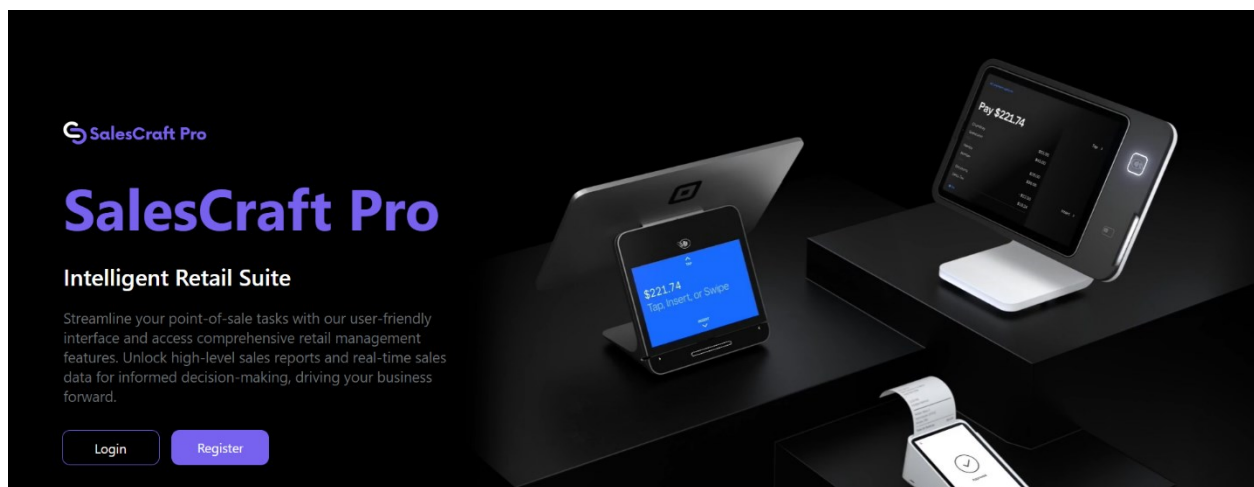 SalesCraft Pro
SalesCraft Pro
Intelligent Retail Suite
Streamline your point-of-sale tasks with our user-friendly
interface and access comprehensive retail management
features. Unlock high-level sales reports and real-time sales
data for informed decision-making, driving your business
forward.
Login
Register
$221.74
Tap, Insert, or Swipe
Pay $221.74